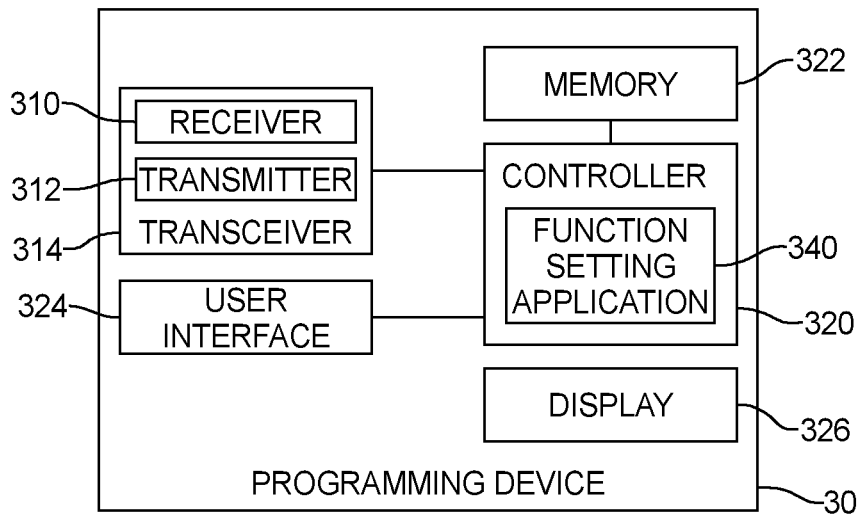 310
RECEIVER
312
TRANSMITTER
314
TRANSCEIVER
324
USER
INTERFACE
MEMORY
322
CONTROLLER
FUNCTION
SETTING
APPLICATION
340
320
DISPLAY
326
PROGRAMMING DEVICE
30